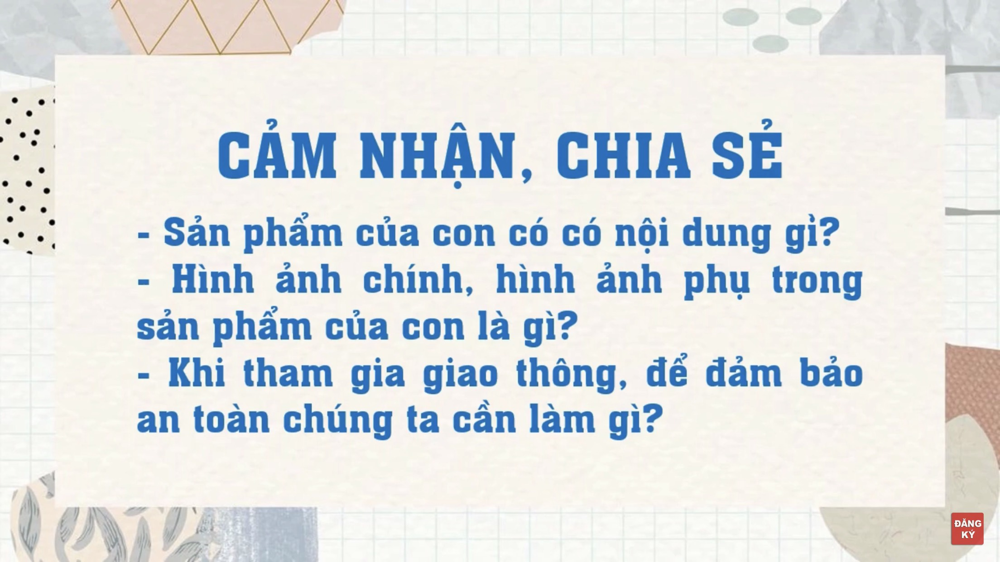 CẢM NHẬN, CHIA SẺ
- Sản phẩm của con có có nội dung gì?
- Hình ảnh chính, hình ảnh phụ trong
sản phẩm của con là gì?
- Khi tham gia giao thông, để đảm bảo
an toàn chúng ta cần làm gì?
ĐĂNG
KÝ